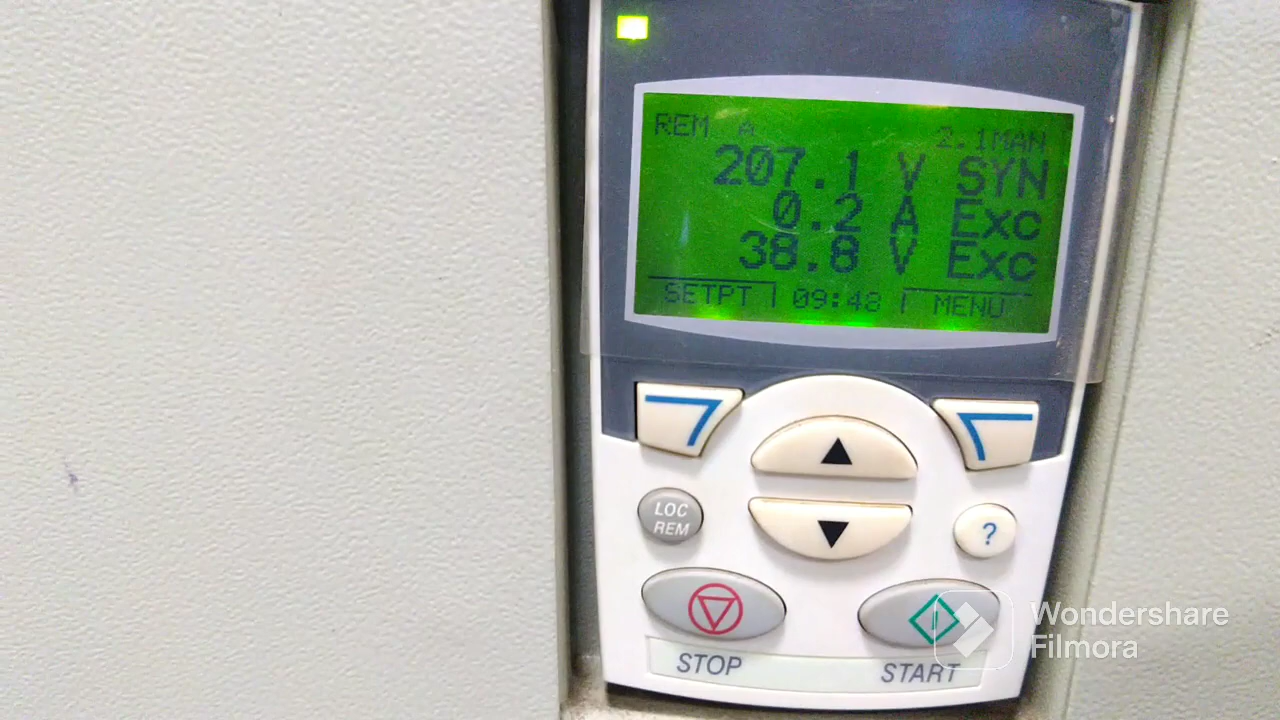 REM A 2.1MAN
207.1 V SYN
0.2 A Exc
38.8 V Exc
SETPT 09:48 MENU
LOC
REM
?
STOP START
Wondershare
Filmora